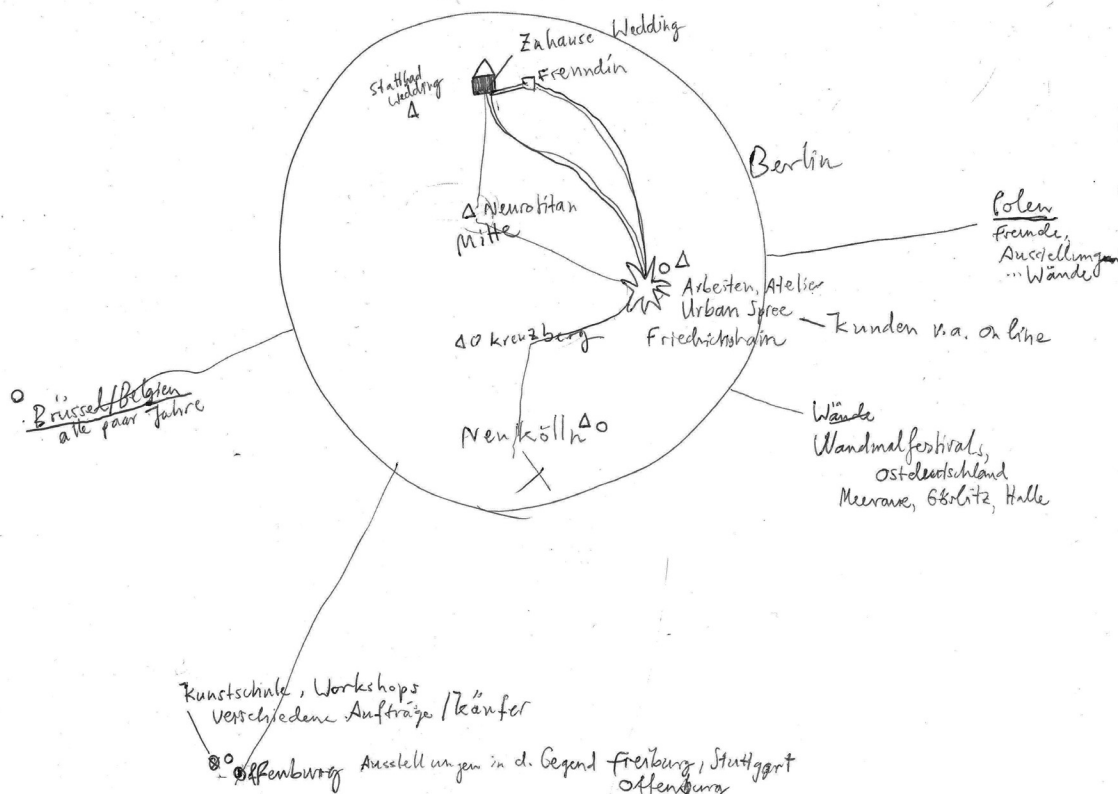 Zuhause Wedding
Freundin
Stattbad
Wedding
Berlin
Neurotitan
Mitte
Polen
Freunde,
Ausstellungen
... Wände
Arbeiten, Atelier
Urban Spree
Friedrichshain
Kunden v.a. online
Kreuzberg
Brüssel/Belgien
alle paar Jahre
Neukölln
Wände
Wandmalfestivals,
Ostdeutschland
Meerane, Görlitz, Halle
Kunstschule, Workshops
verschiedene Aufträge / Käufer
Offenburg Ausstellungen in d. Gegend Freiburg, Stuttgart
Offenburg